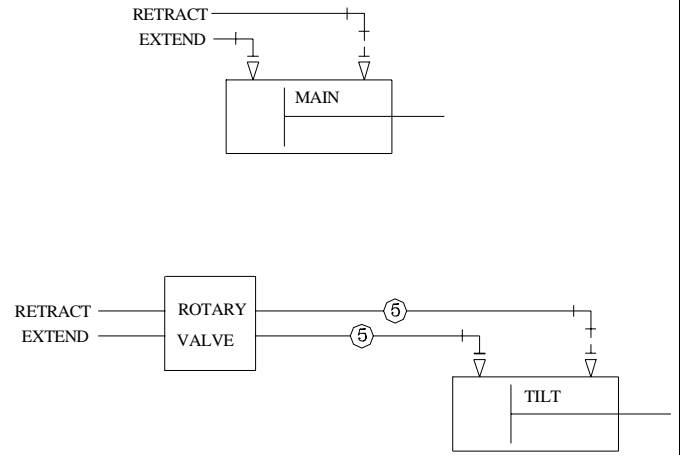 RETRACT
EXTEND
MAIN
RETRACT
EXTEND
ROTARY
VALVE
5
5
TILT